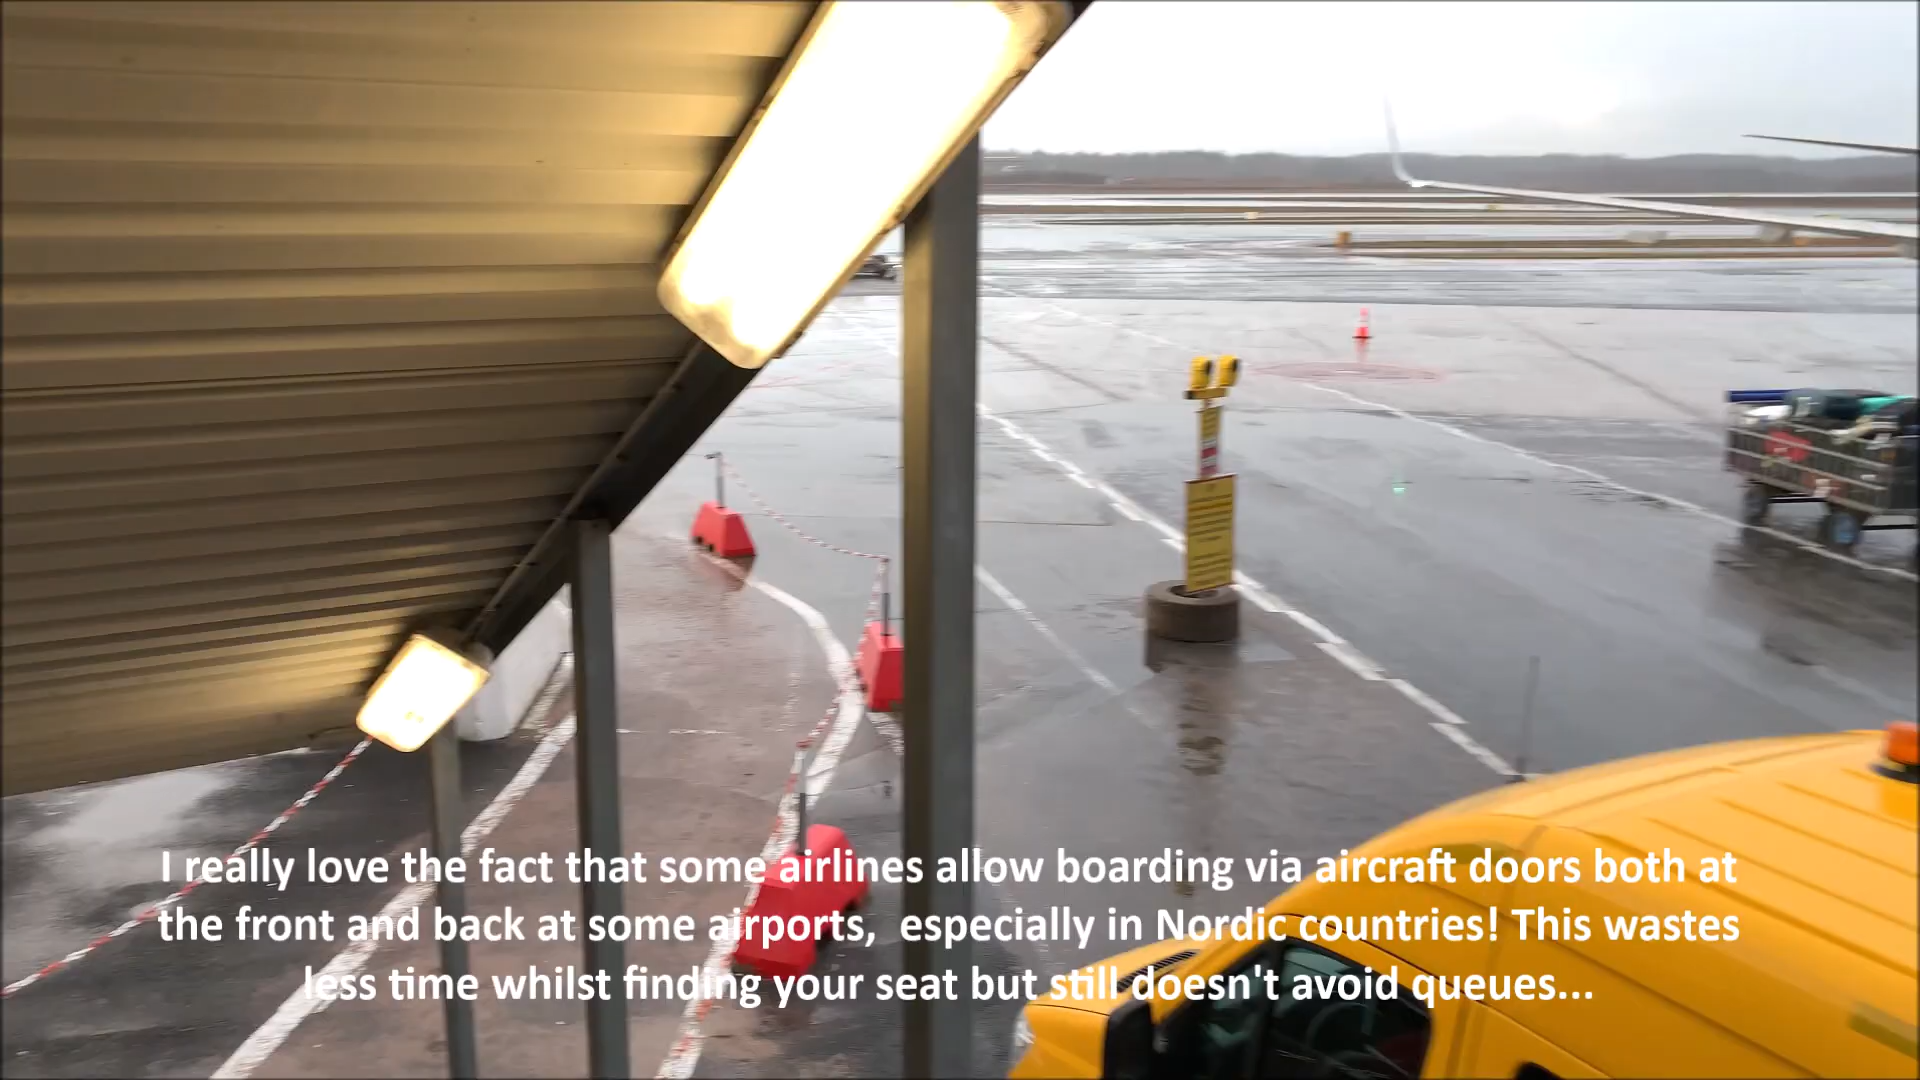 I really love the fact that some airlines allow boarding via aircraft doors both at
the front and back at some airports,  especially in Nordic countries! This wastes
less time whilst finding your seat but still doesn't avoid queues...